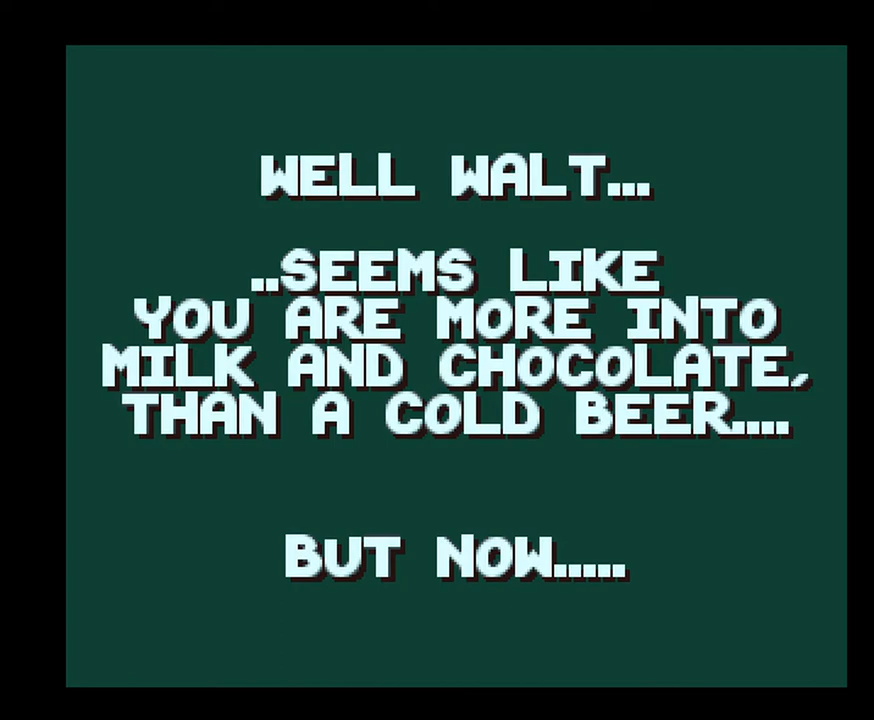 WELL WALT...
..SEEMS LIKE
YOU ARE MORE INTO
MILK AND CHOCOLATE,
THAN A COLD BEER....
BUT NOW.....